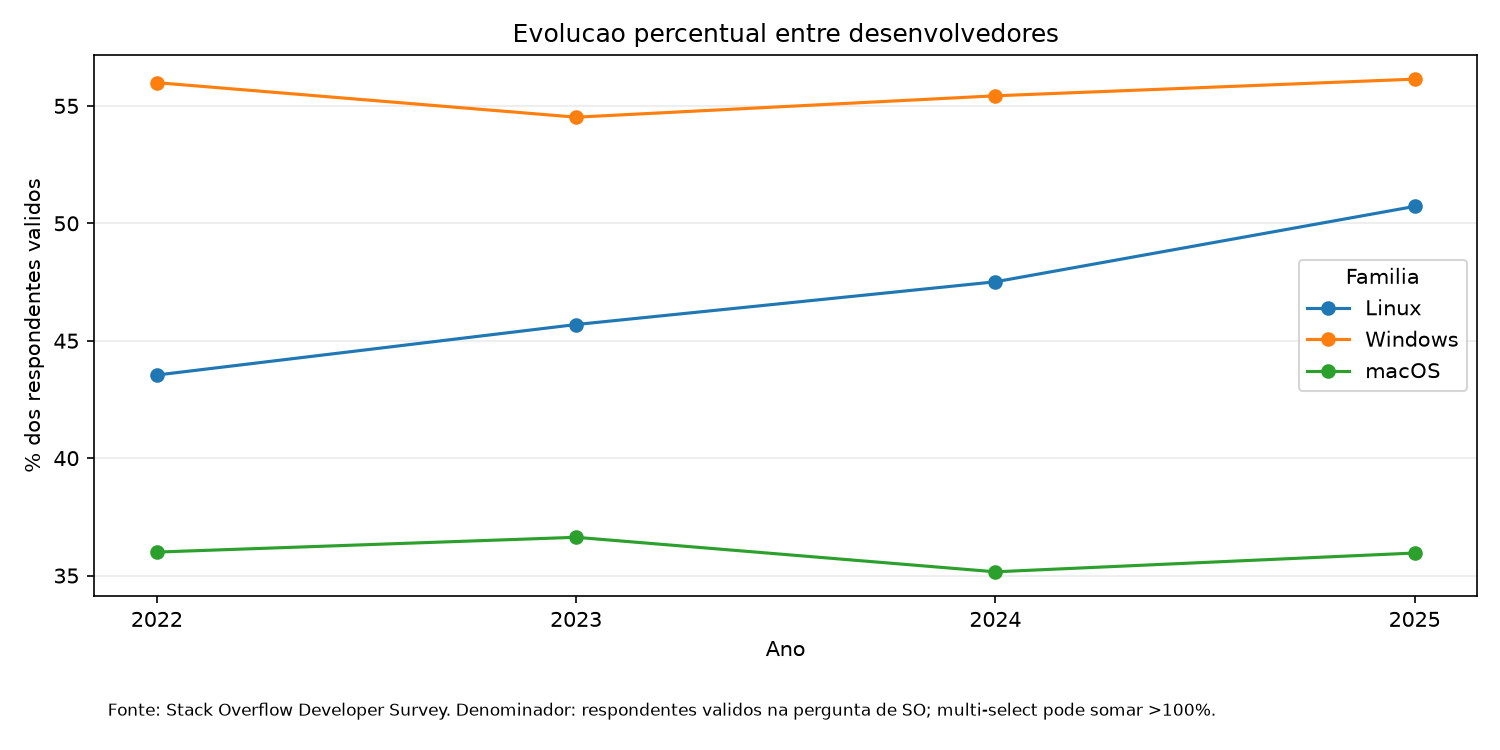 Evolucao percentual entre desenvolvedores
% dos respondentes validos
55
50
45
40
35
Familia
Linux
Windows
macOS
2022
2023
2024
2025
Ano
Fonte: Stack Overflow Developer Survey. Denominador: respondentes validos na pergunta de SO; multi-select pode somar >100%.